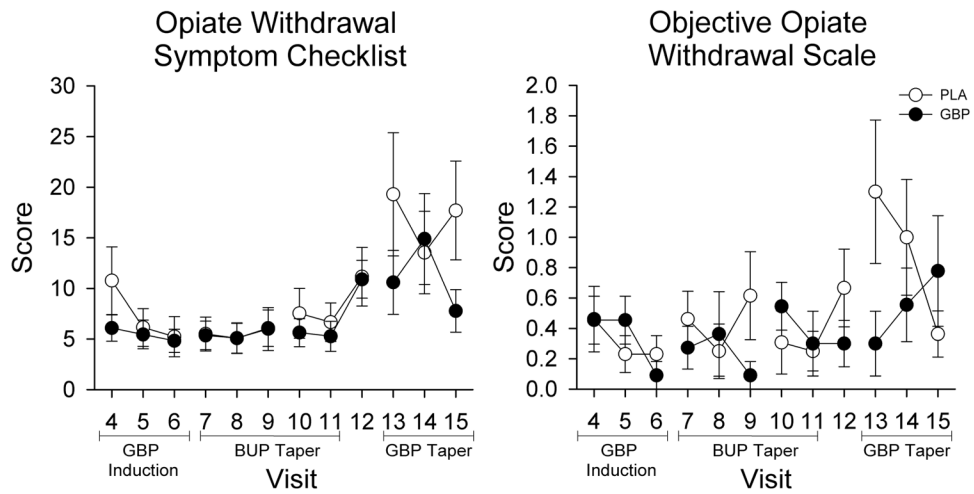 Opiate Withdrawal
Symptom Checklist
30
25
20
15
10
5
0
Score
4 5 6 7 8 9 10 11 12 13 14 15
GBP
Induction
BUP Taper
GBP Taper
Visit
Objective Opiate
Withdrawal Scale
PLA
GBP
2.0
1.8
1.6
1.4
1.2
1.0
0.8
0.6
0.4
0.2
0.0
Score
4 5 6 7 8 9 10 11 12 13 14 15
GBP
Induction
BUP Taper
GBP Taper
Visit